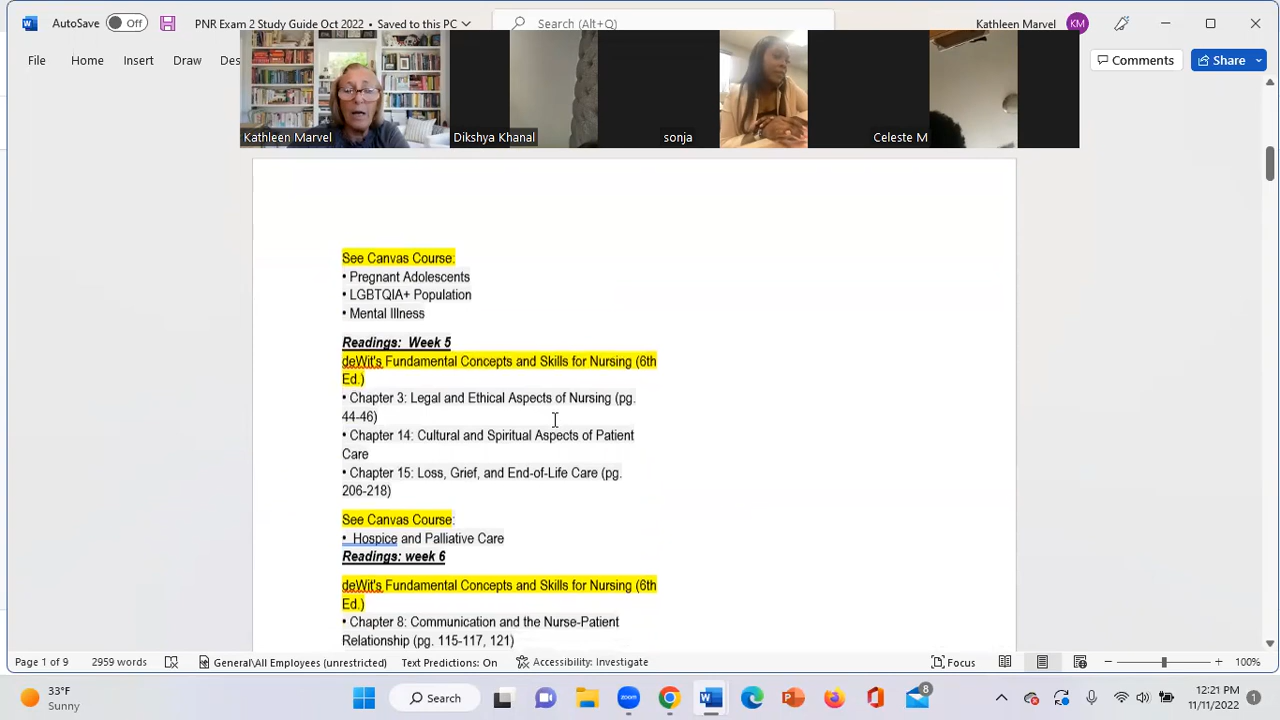 AutoSave Off PNR Exam 2 Study Guide Oct 2022 • Saved to this PC Search (Alt+Q) Kathleen Marvel KM
File Home Insert Draw Des Comments Share
Kathleen Marvel Dikshya Khanal sonja Celeste M
See Canvas Course:
• Pregnant Adolescents
• LGBTQIA+ Population
• Mental Illness
Readings: Week 5
deWit's Fundamental Concepts and Skills for Nursing (6th
Ed.)
• Chapter 3: Legal and Ethical Aspects of Nursing (pg.
44-46)
• Chapter 14: Cultural and Spiritual Aspects of Patient
Care
• Chapter 15: Loss, Grief, and End-of-Life Care (pg.
206-218)
See Canvas Course:
• Hospice and Palliative Care
Readings: week 6
deWit's Fundamental Concepts and Skills for Nursing (6th
Ed.)
• Chapter 8: Communication and the Nurse-Patient
Relationship (pg. 115-117, 121)
Page 1 of 9 2959 words General\All Employees (unrestricted) Text Predictions: On Accessibility: Investigate Focus 100%
33°F
Sunny
Search
zoom
8
12:21 PM
11/11/2022
1